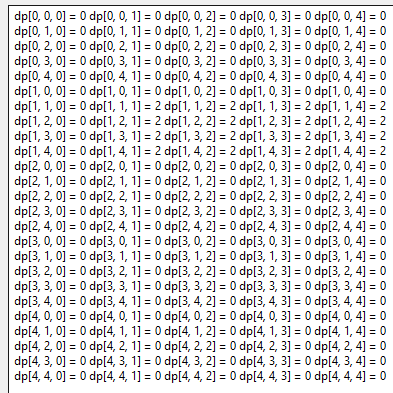 dp[0, 0, 0] = 0 dp[0, 0, 1] = 0 dp[0, 0, 2] = 0 dp[0, 0, 3] = 0 dp[0, 0, 4] = 0
dp[0, 1, 0] = 0 dp[0, 1, 1] = 0 dp[0, 1, 2] = 0 dp[0, 1, 3] = 0 dp[0, 1, 4] = 0
dp[0, 2, 0] = 0 dp[0, 2, 1] = 0 dp[0, 2, 2] = 0 dp[0, 2, 3] = 0 dp[0, 2, 4] = 0
dp[0, 3, 0] = 0 dp[0, 3, 1] = 0 dp[0, 3, 2] = 0 dp[0, 3, 3] = 0 dp[0, 3, 4] = 0
dp[0, 4, 0] = 0 dp[0, 4, 1] = 0 dp[0, 4, 2] = 0 dp[0, 4, 3] = 0 dp[0, 4, 4] = 0
dp[1, 0, 0] = 0 dp[1, 0, 1] = 0 dp[1, 0, 2] = 0 dp[1, 0, 3] = 0 dp[1, 0, 4] = 0
dp[1, 1, 0] = 0 dp[1, 1, 1] = 2 dp[1, 1, 2] = 2 dp[1, 1, 3] = 2 dp[1, 1, 4] = 2
dp[1, 2, 0] = 0 dp[1, 2, 1] = 2 dp[1, 2, 2] = 2 dp[1, 2, 3] = 2 dp[1, 2, 4] = 2
dp[1, 3, 0] = 0 dp[1, 3, 1] = 2 dp[1, 3, 2] = 2 dp[1, 3, 3] = 2 dp[1, 3, 4] = 2
dp[1, 4, 0] = 0 dp[1, 4, 1] = 2 dp[1, 4, 2] = 2 dp[1, 4, 3] = 2 dp[1, 4, 4] = 2
dp[2, 0, 0] = 0 dp[2, 0, 1] = 0 dp[2, 0, 2] = 0 dp[2, 0, 3] = 0 dp[2, 0, 4] = 0
dp[2, 1, 0] = 0 dp[2, 1, 1] = 0 dp[2, 1, 2] = 0 dp[2, 1, 3] = 0 dp[2, 1, 4] = 0
dp[2, 2, 0] = 0 dp[2, 2, 1] = 0 dp[2, 2, 2] = 0 dp[2, 2, 3] = 0 dp[2, 2, 4] = 0
dp[2, 3, 0] = 0 dp[2, 3, 1] = 0 dp[2, 3, 2] = 0 dp[2, 3, 3] = 0 dp[2, 3, 4] = 0
dp[2, 4, 0] = 0 dp[2, 4, 1] = 0 dp[2, 4, 2] = 0 dp[2, 4, 3] = 0 dp[2, 4, 4] = 0
dp[3, 0, 0] = 0 dp[3, 0, 1] = 0 dp[3, 0, 2] = 0 dp[3, 0, 3] = 0 dp[3, 0, 4] = 0
dp[3, 1, 0] = 0 dp[3, 1, 1] = 0 dp[3, 1, 2] = 0 dp[3, 1, 3] = 0 dp[3, 1, 4] = 0
dp[3, 2, 0] = 0 dp[3, 2, 1] = 0 dp[3, 2, 2] = 0 dp[3, 2, 3] = 0 dp[3, 2, 4] = 0
dp[3, 3, 0] = 0 dp[3, 3, 1] = 0 dp[3, 3, 2] = 0 dp[3, 3, 3] = 0 dp[3, 3, 4] = 0
dp[3, 4, 0] = 0 dp[3, 4, 1] = 0 dp[3, 4, 2] = 0 dp[3, 4, 3] = 0 dp[3, 4, 4] = 0
dp[4, 0, 0] = 0 dp[4, 0, 1] = 0 dp[4, 0, 2] = 0 dp[4, 0, 3] = 0 dp[4, 0, 4] = 0
dp[4, 1, 0] = 0 dp[4, 1, 1] = 0 dp[4, 1, 2] = 0 dp[4, 1, 3] = 0 dp[4, 1, 4] = 0
dp[4, 2, 0] = 0 dp[4, 2, 1] = 0 dp[4, 2, 2] = 0 dp[4, 2, 3] = 0 dp[4, 2, 4] = 0
dp[4, 3, 0] = 0 dp[4, 3, 1] = 0 dp[4, 3, 2] = 0 dp[4, 3, 3] = 0 dp[4, 3, 4] = 0
dp[4, 4, 0] = 0 dp[4, 4, 1] = 0 dp[4, 4, 2] = 0 dp[4, 4, 3] = 0 dp[4, 4, 4] = 0